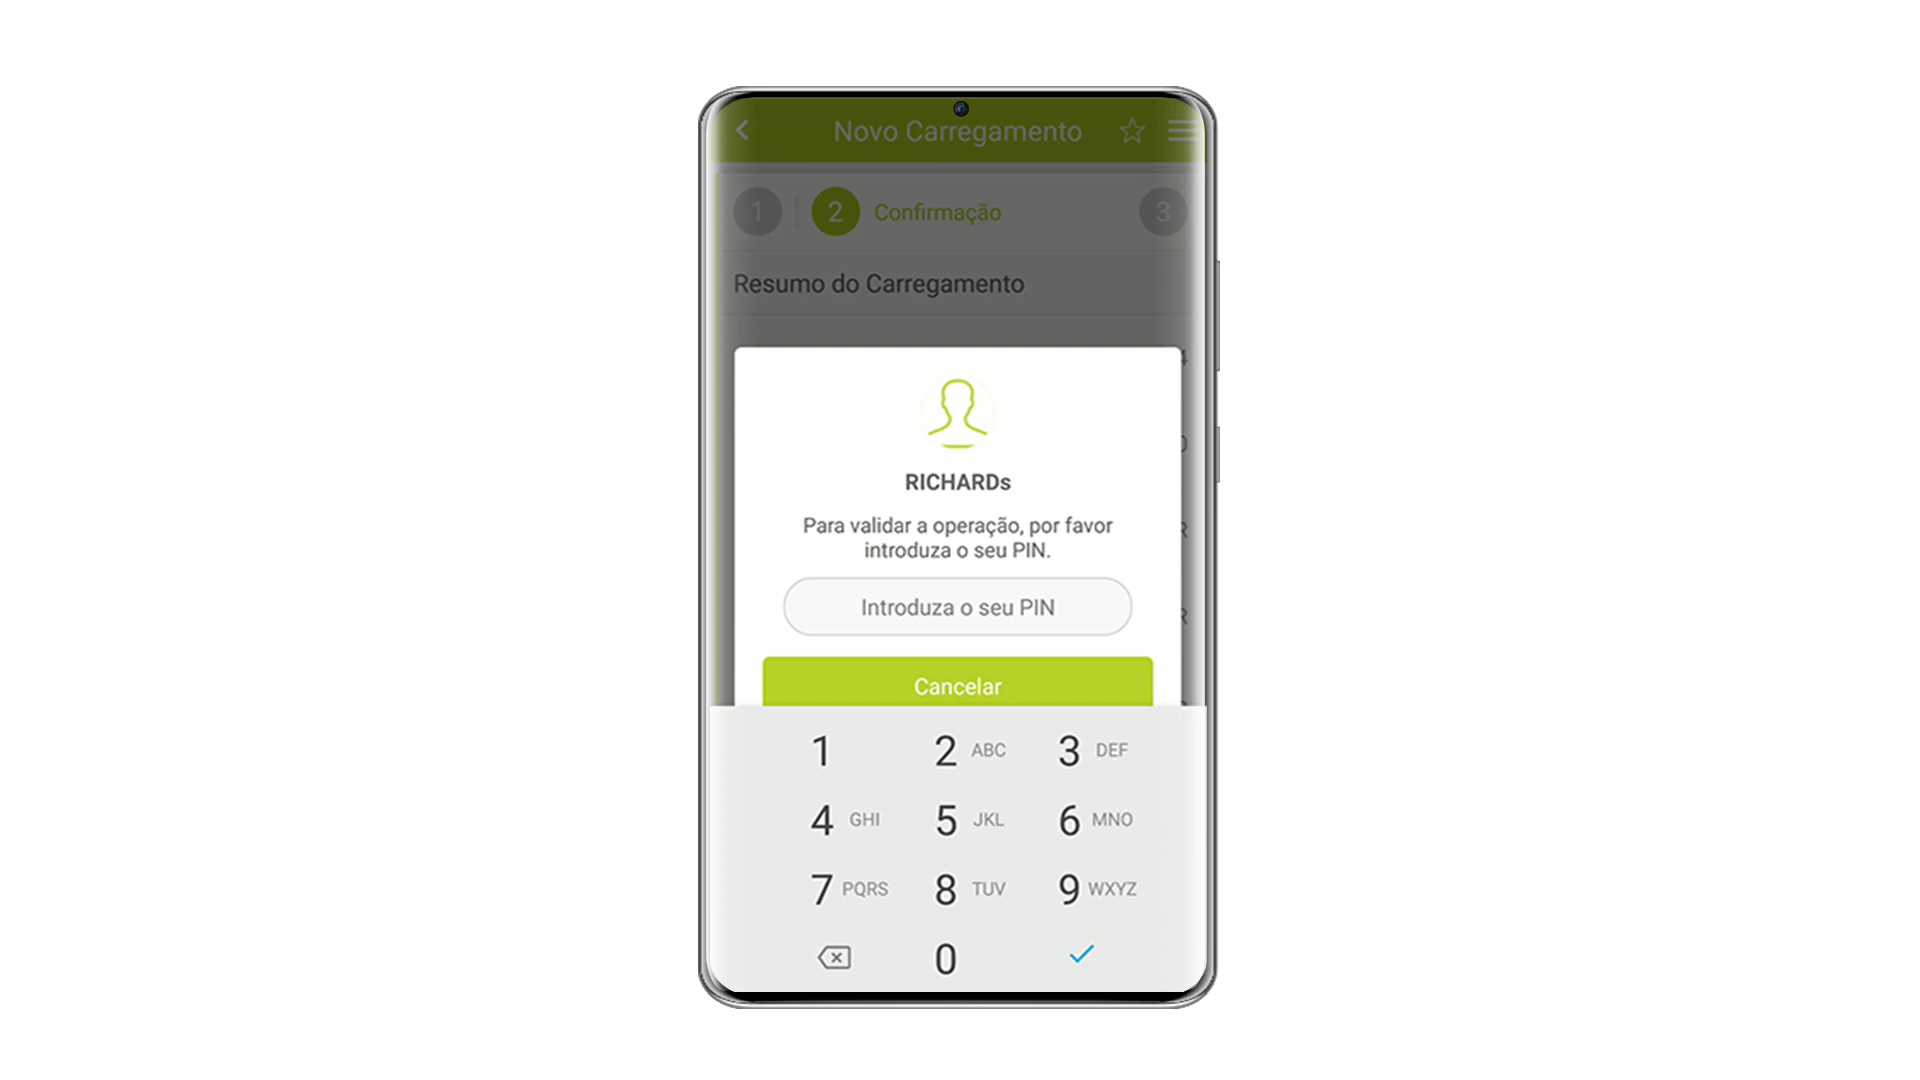 Novo Carregamento
1
2 Confirmação
3
Resumo do Carregamento
RICHARDs
Para validar a operação, por favor
introduza o seu PIN.
Introduza o seu PIN
Cancelar
1
2 ABC
3 DEF
4 GHI
5 JKL
6 MNO
7 PQRS
8 TUV
9 WXYZ
0